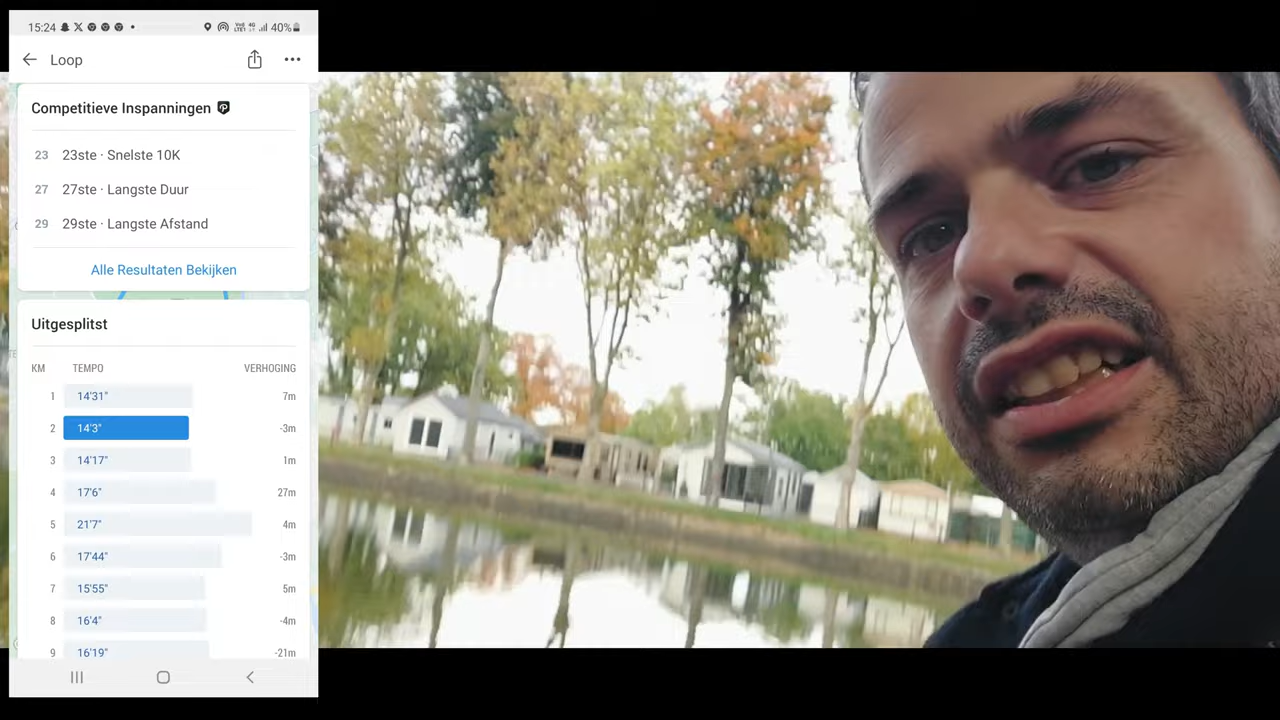 15:24 40%
Loop
Competitieve Inspanningen
23 23ste · Snelste 10K
27 27ste · Langste Duur
29 29ste · Langste Afstand
Alle Resultaten Bekijken
Uitgesplitst
KM TEMPO VERHOGING
1 14'31" 7m
2 14'3" -3m
3 14'17" 1m
4 17'6" 27m
5 21'7" 4m
6 17'44" -3m
7 15'55" 5m
8 16'4" -4m
9 16'19" -21m